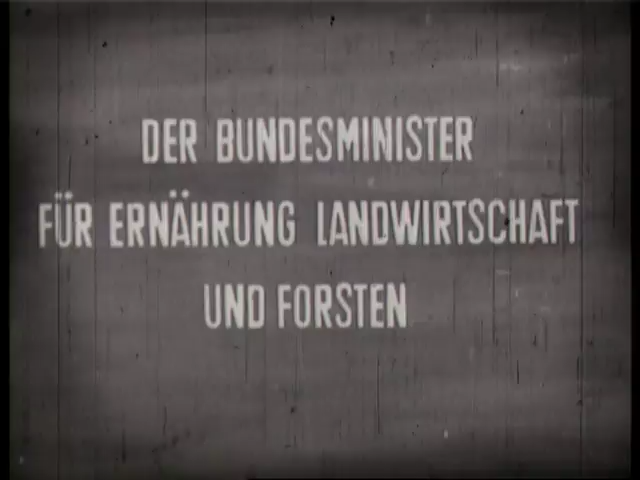 DER BUNDESMINISTER
FÜR ERNÄHRUNG LANDWIRTSCHAFT
UND FORSTEN